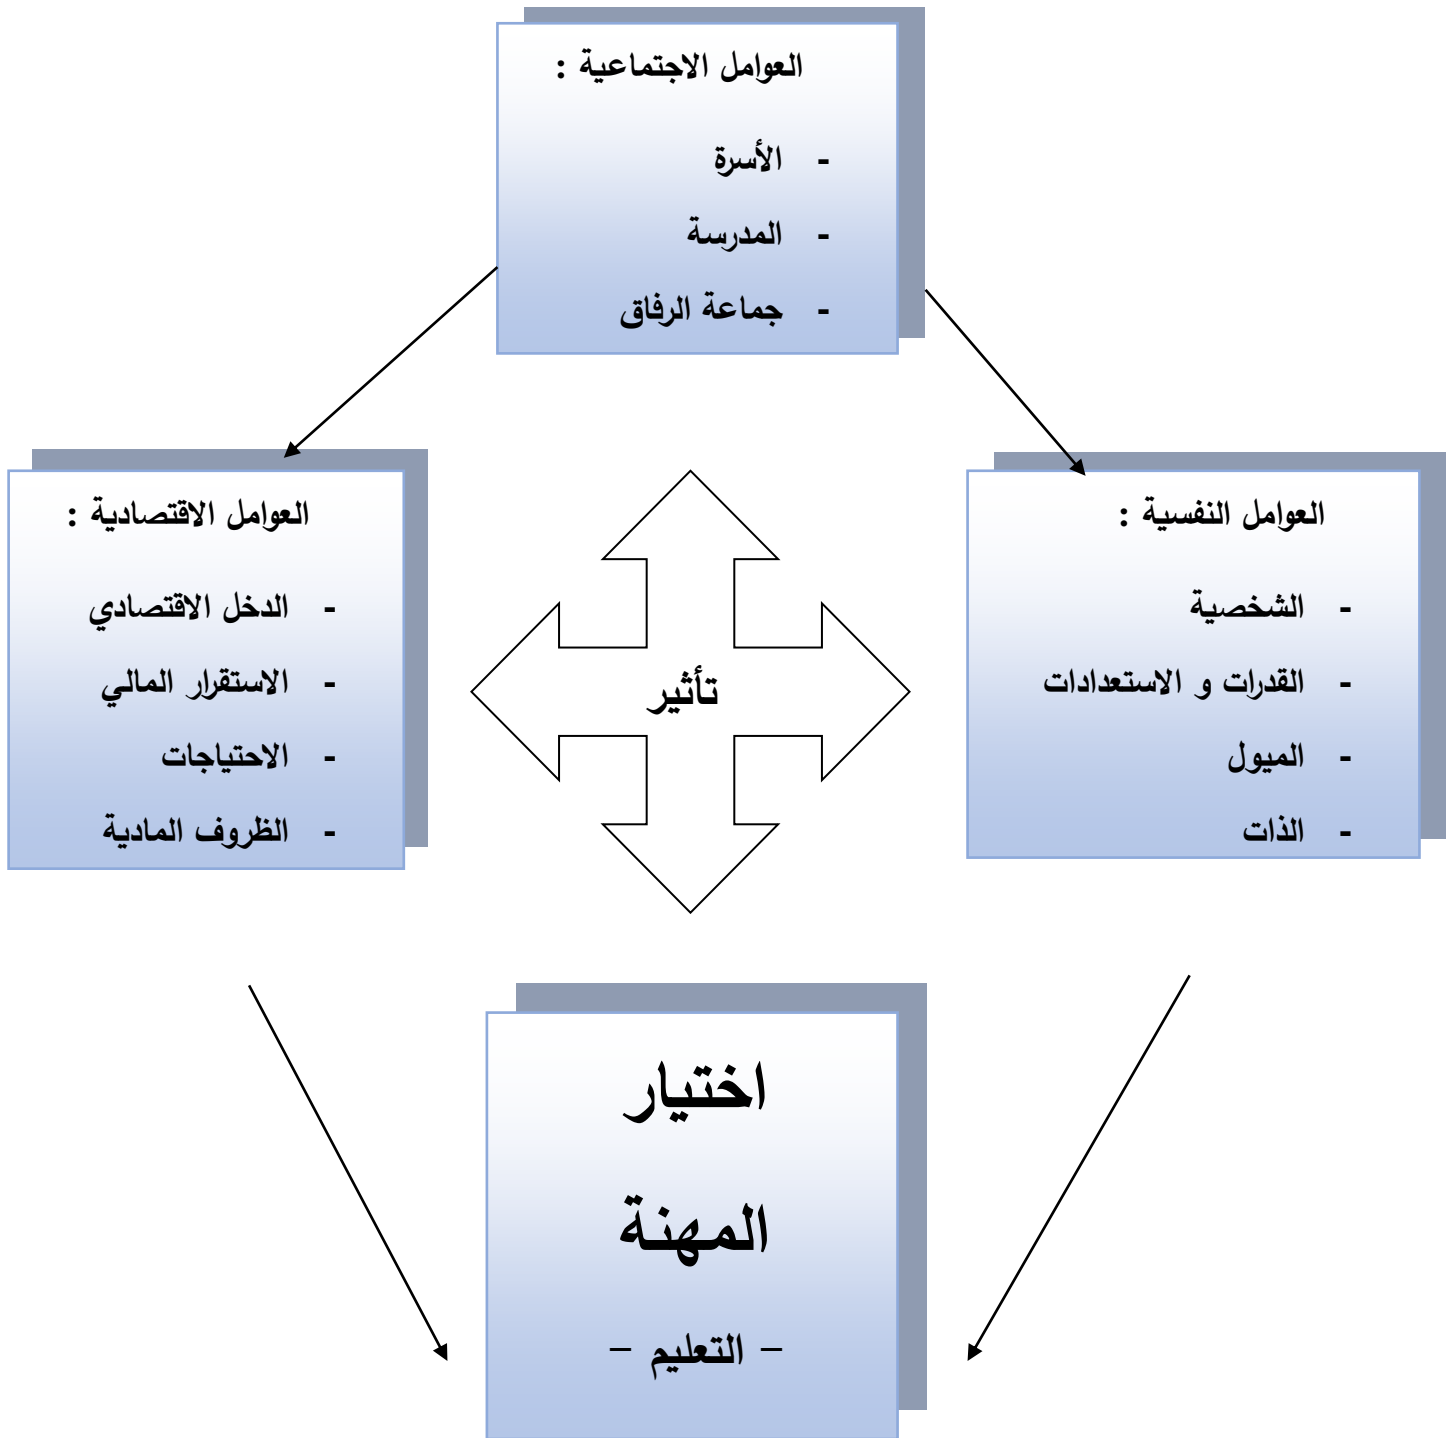 العوامل الاجتماعية :
- الأسرة
- المدرسة
- جماعة الرفاق
العوامل النفسية :
- الشخصية
- القدرات و الاستعدادات
- الميول
- الذات
تأثير
العوامل الاقتصادية :
- الدخل الاقتصادي
- الاستقرار المالي
- الاحتياجات
- الظروف المادية
اختيار
المهنة
– التعليم –